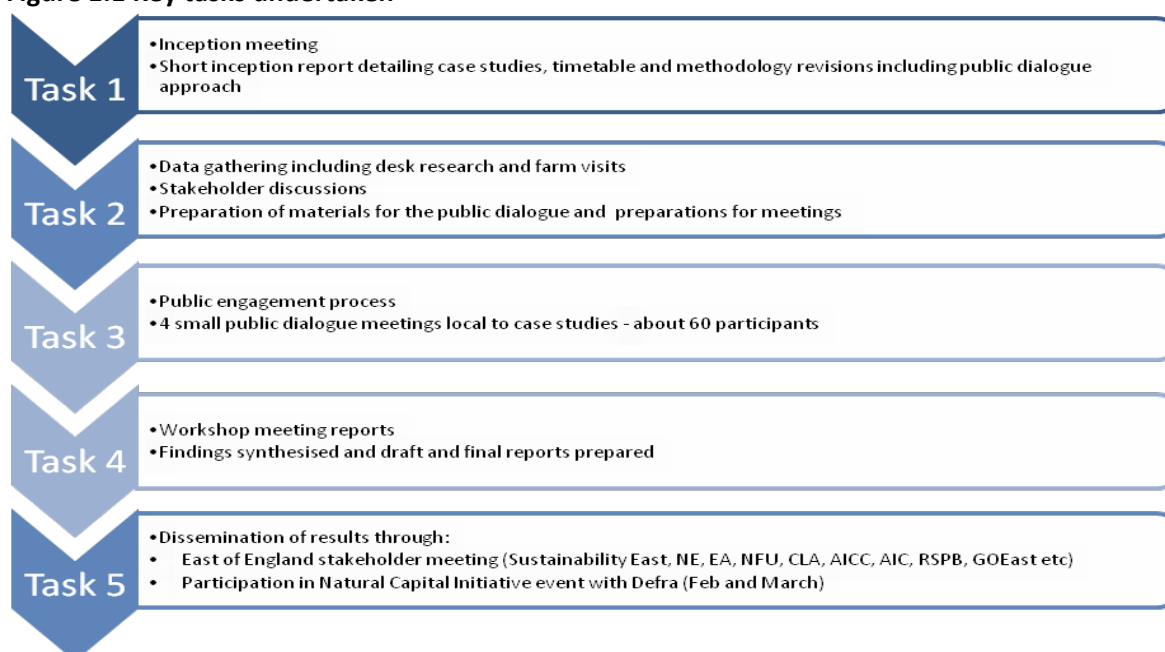 Figure 1.1 Key tasks undertaken
Task 1
•Inception meeting
•Short inception report detailing case studies, timetable and methodology revisions including public dialogue
approach
Task 2
•Data gathering including desk research and farm visits
•Stakeholder discussions
•Preparation of materials for the public dialogue and preparations for meetings
Task 3
•Public engagement process
•4 small public dialogue meetings local to case studies - about 60 participants
Task 4
•Workshop meeting reports
•Findings synthesised and draft and final reports prepared
Task 5
•Dissemination of results through:
• East of England stakeholder meeting (Sustainability East, NE, EA, NFU, CLA, AICC, AIC, RSPB, GOEast etc)
• Participation in Natural Capital Initiative event with Defra (Feb and March)